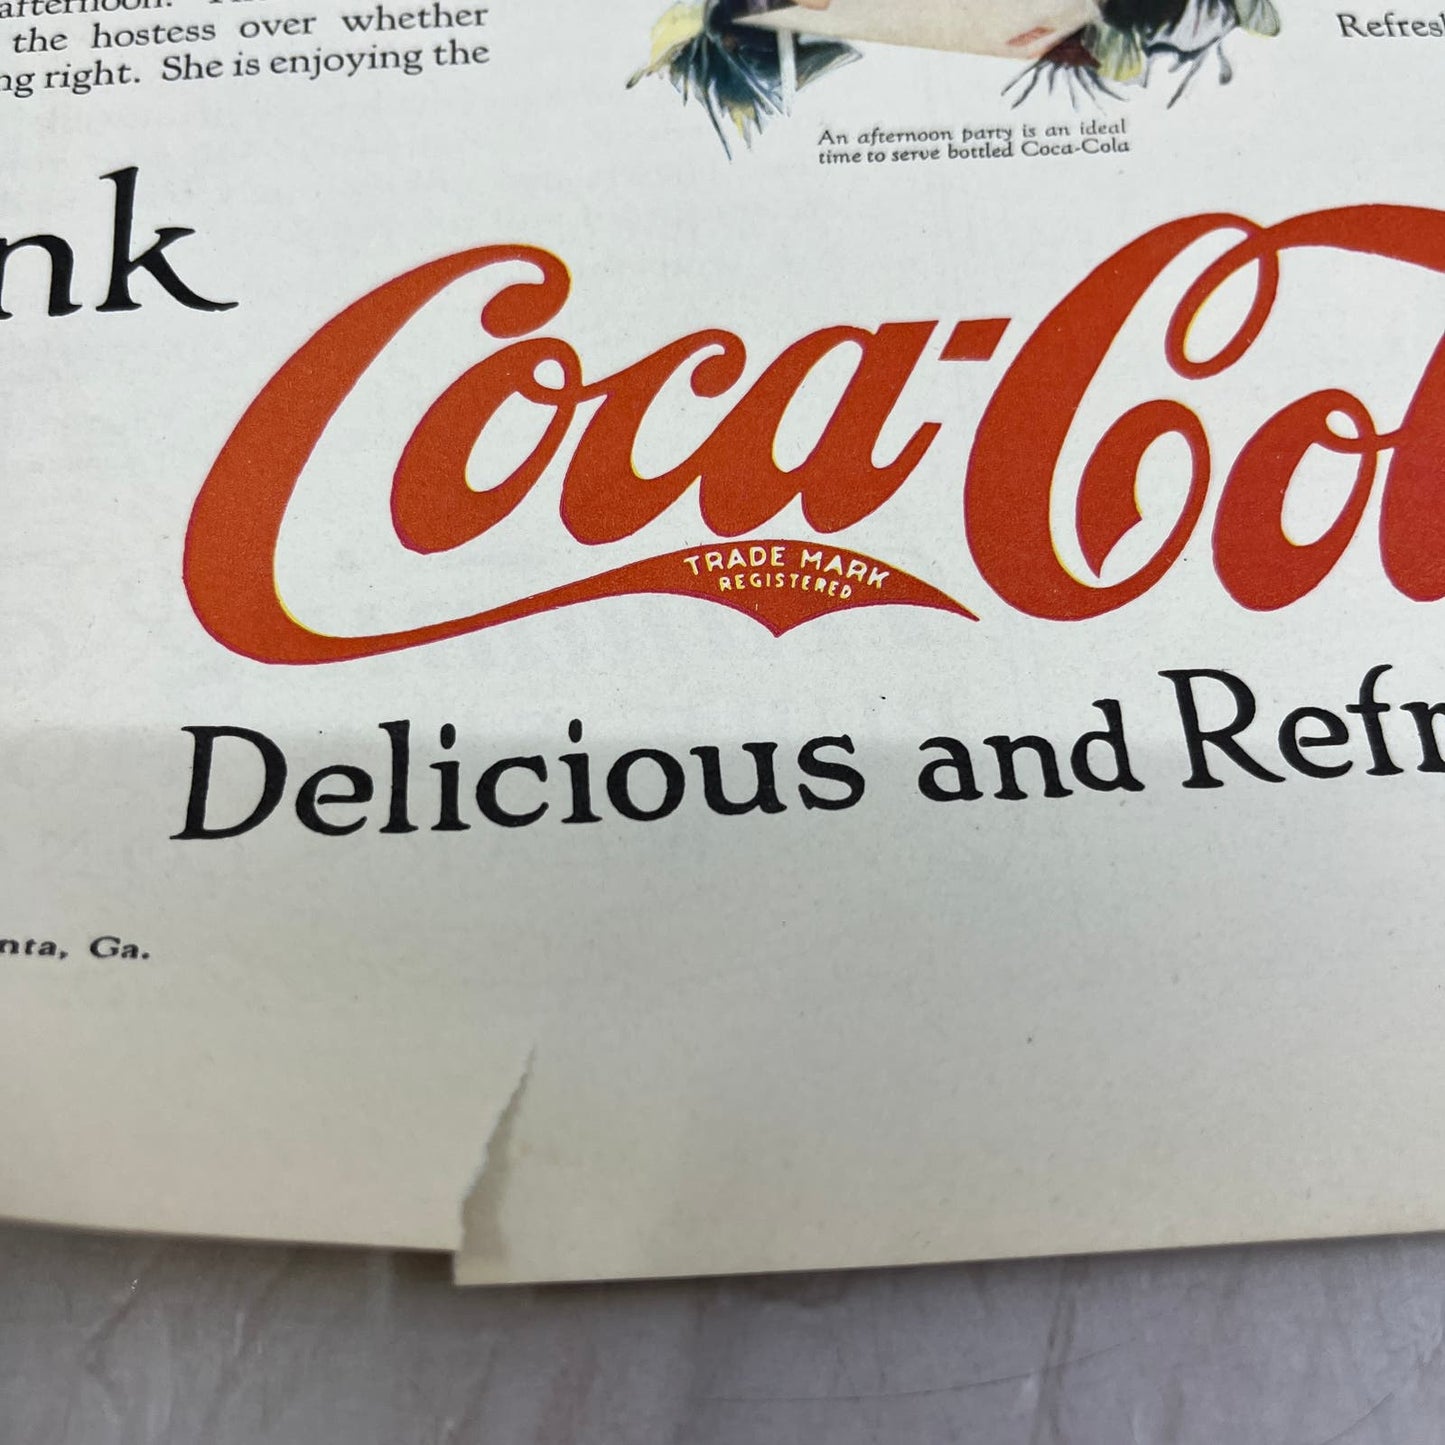 afternoon.
the hostess over whether
ng right. She is enjoying the
Refresh
An afternoon party is an ideal
time to serve bottled Coca-Cola
nk
Coca-Col
TRADE MARK
REGISTERED
Delicious and Refr
nta, Ga.